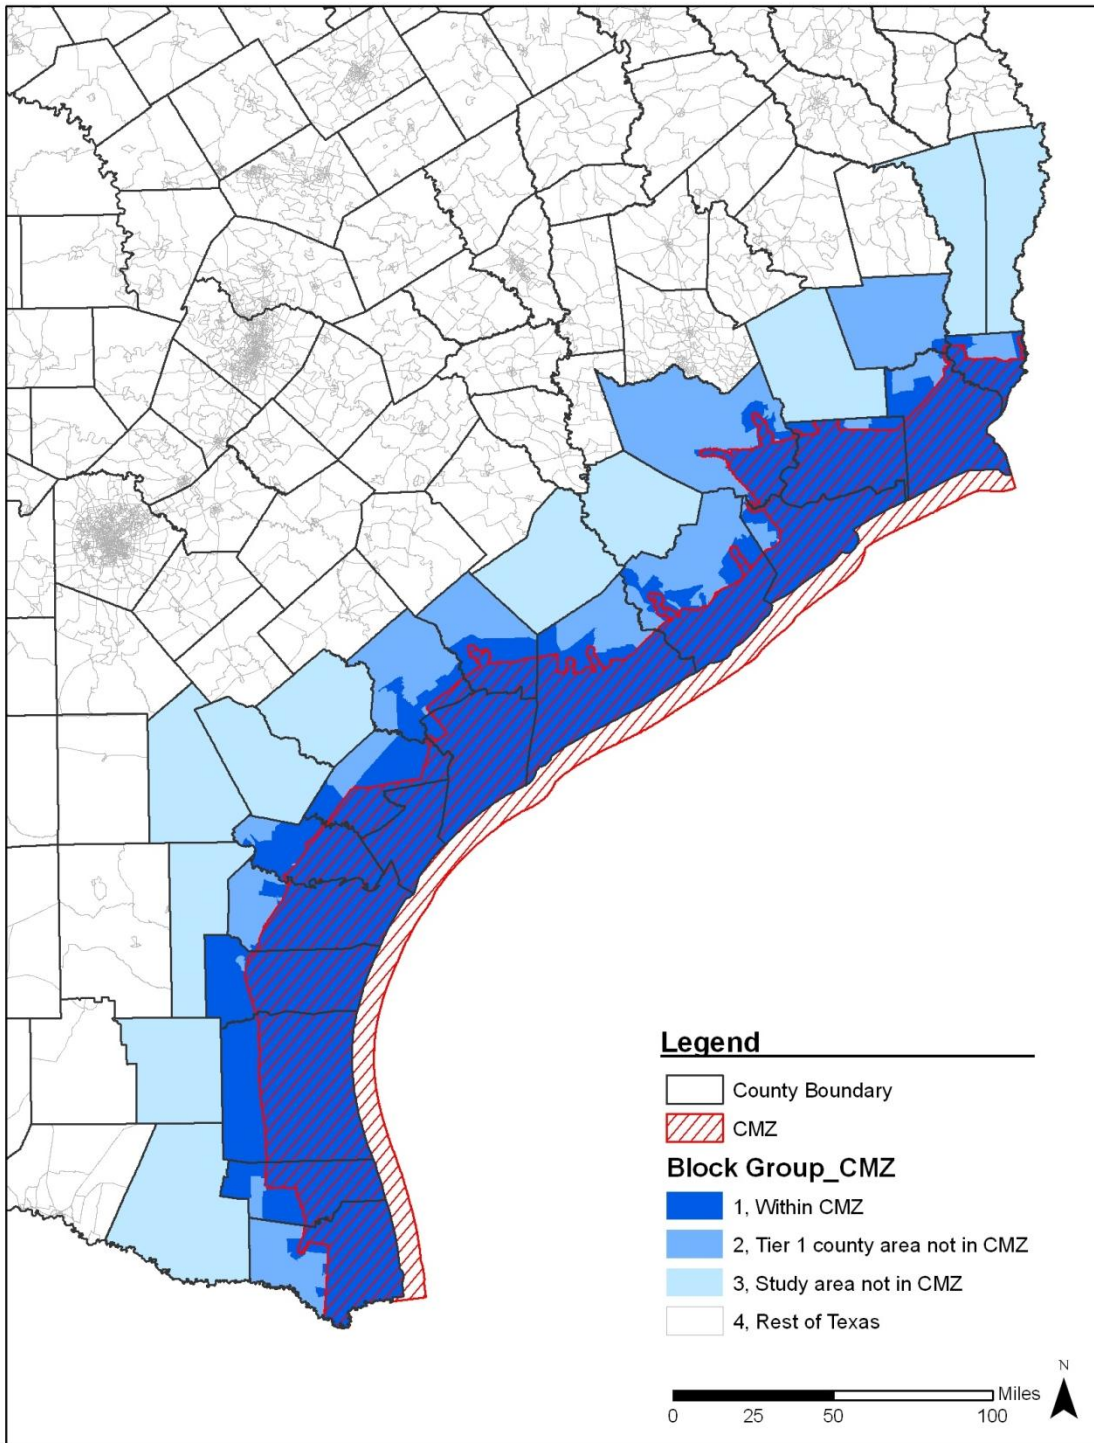 Legend
County Boundary
CMZ
Block Group_CMZ
1, Within CMZ
2, Tier 1 county area not in CMZ
3, Study area not in CMZ
4, Rest of Texas
N
Miles
0 25 50 100